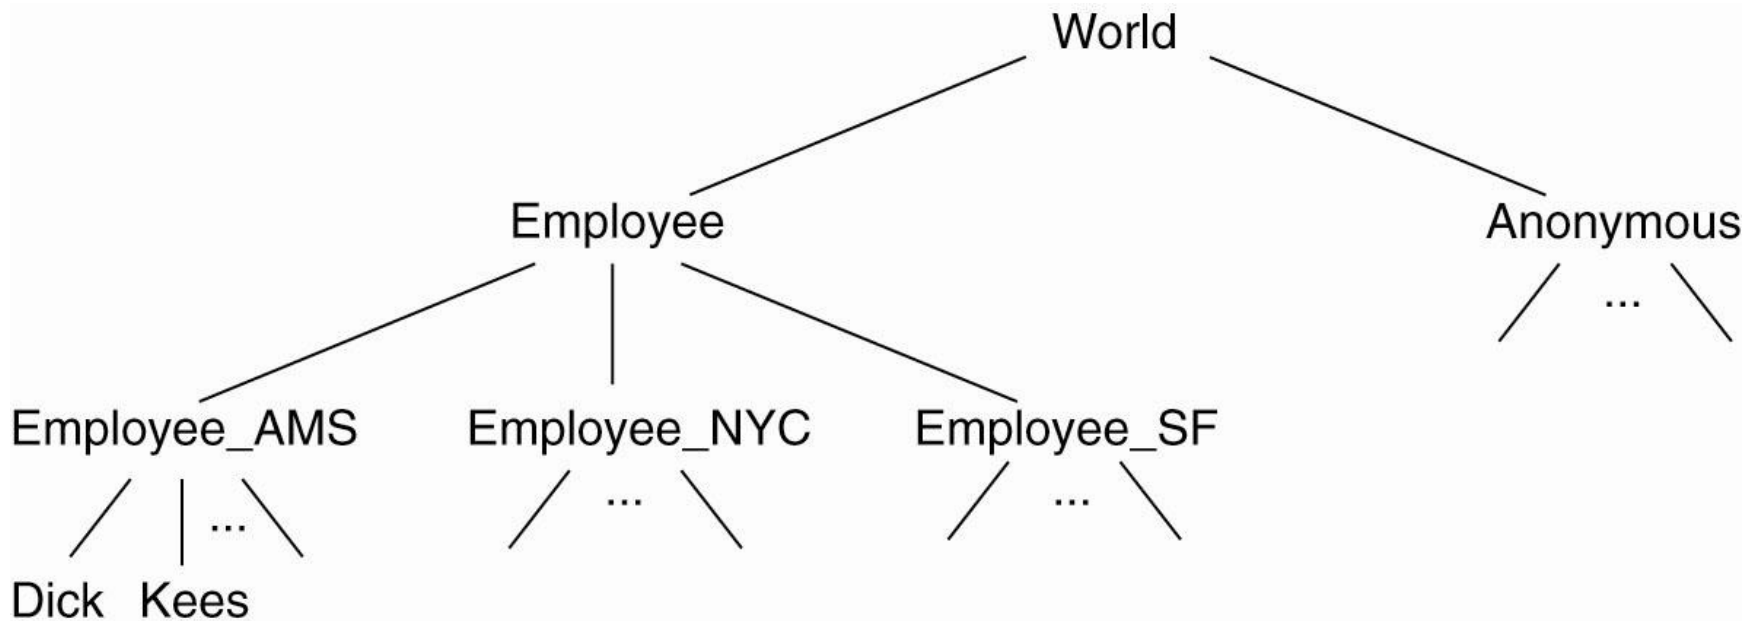 World
Employee Anonymous
...
Employee_AMS Employee_NYC Employee_SF
... ... ...
Dick Kees